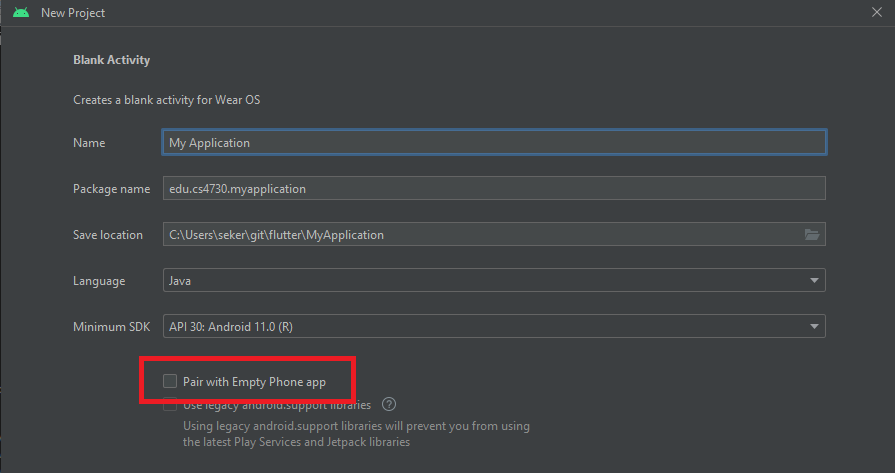 New Project
Blank Activity
Creates a blank activity for Wear OS
Name My Application
Package name edu.cs4730.myapplication
Save location C:\Users\seker\git\flutter\MyApplication
Language Java
Minimum SDK API 30: Android 11.0 (R)
Pair with Empty Phone app
Use legacy android.support libraries ?
Using legacy android.support libraries will prevent you from using
the latest Play Services and Jetpack libraries